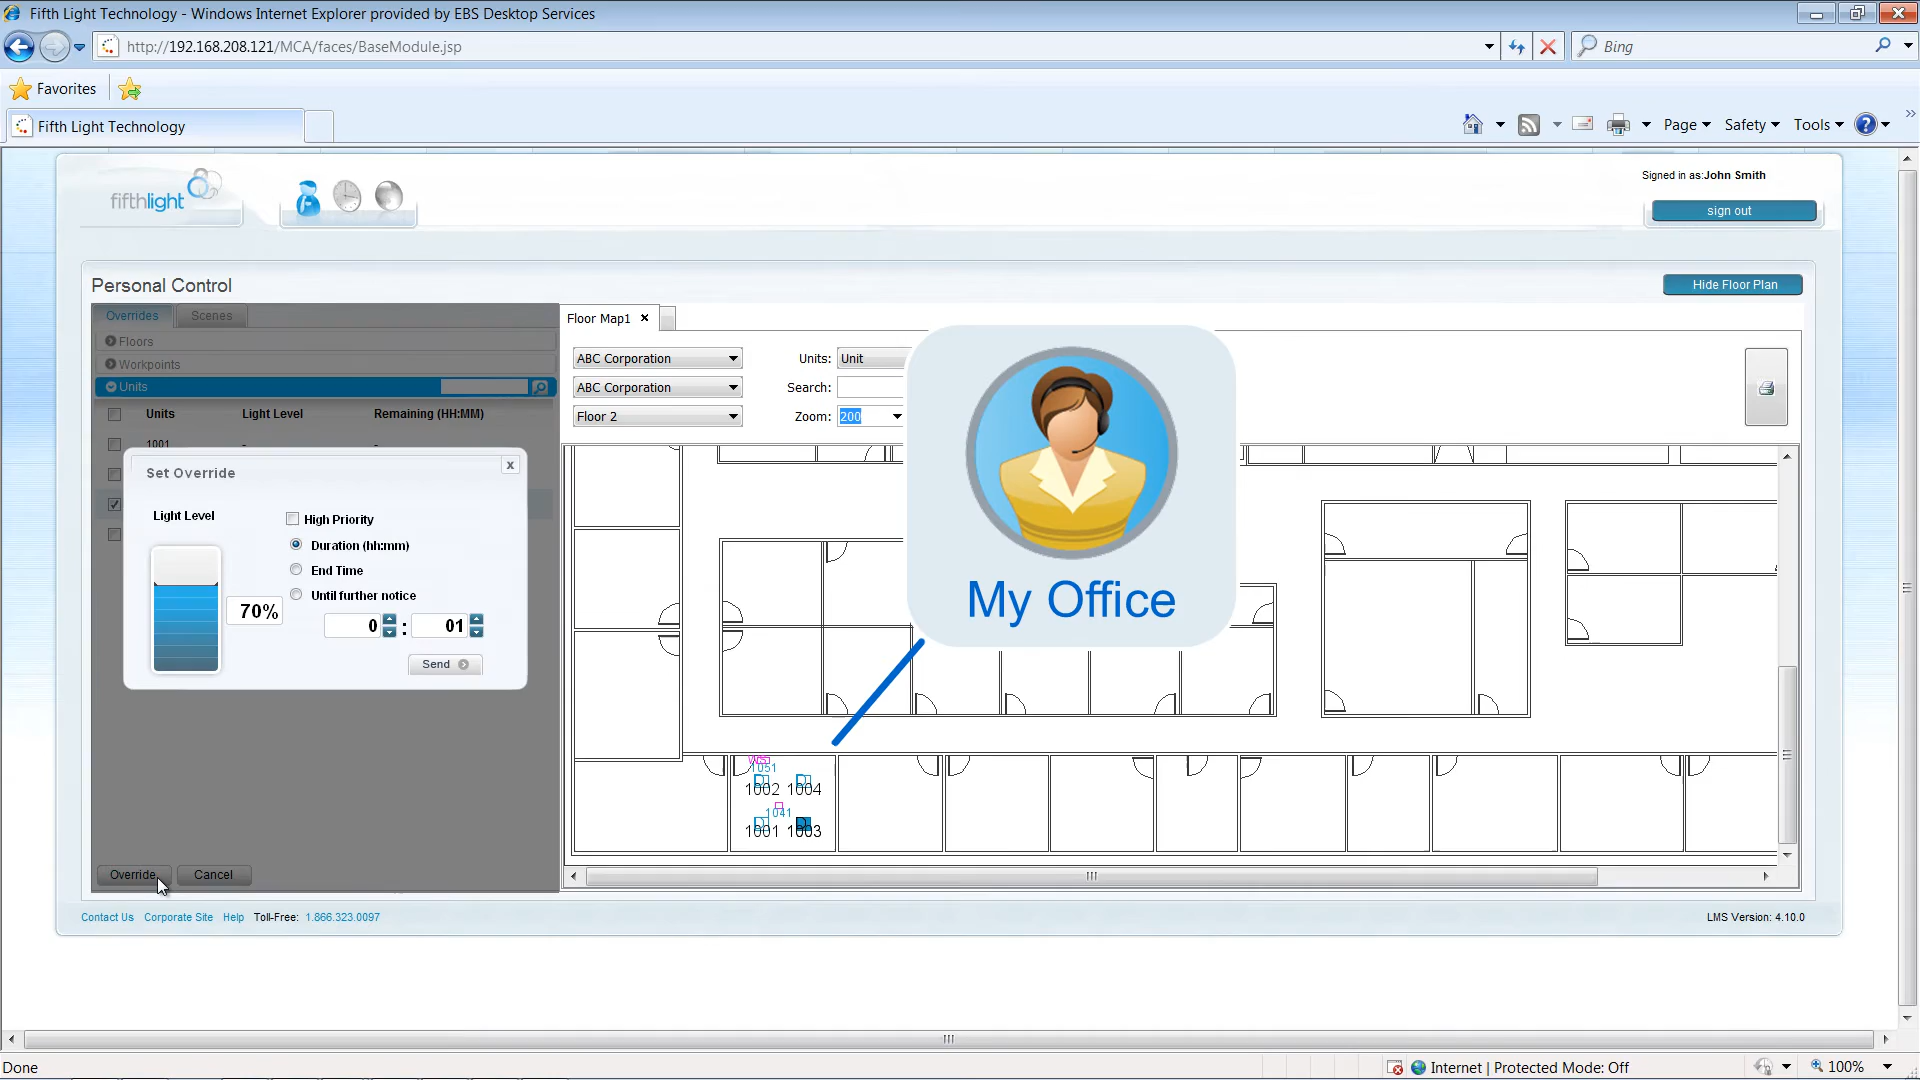 Fifth Light Technology - Windows Internet Explorer provided by EBS Desktop Services
http://192.168.208.121/MCA/faces/BaseModule.jsp
Bing
Favorites
Fifth Light Technology
Page
Safety
Tools
fifthlight
Signed in as:John Smith
sign out
Personal Control
Hide Floor Plan
Overrides
Scenes
Floors
Workpoints
Units
Units Light Level Remaining (HH:MM)
1001 - -
Set Override
x
Light Level
High Priority
Duration (hh:mm)
End Time
Until further notice
70%
0 : 01
Send
Override
Cancel
Floor Map1
ABC Corporation
Units: Unit
ABC Corporation
Search:
Floor 2
Zoom: 200
My Office
WS
1051
1002 1004
1041
1001 1003
Contact Us Corporate Site Help Toll-Free: 1.866.323.0097
LMS Version: 4.10.0
Done
Internet | Protected Mode: Off
100%